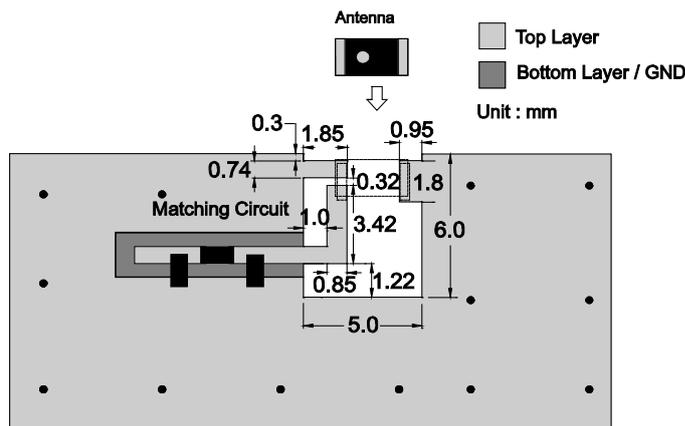 Antenna
Top Layer
Bottom Layer / GND
Unit : mm
0.3
1.85
0.95
0.74
0.32
1.8
Matching Circuit
1.0
3.42
6.0
0.85
1.22
5.0